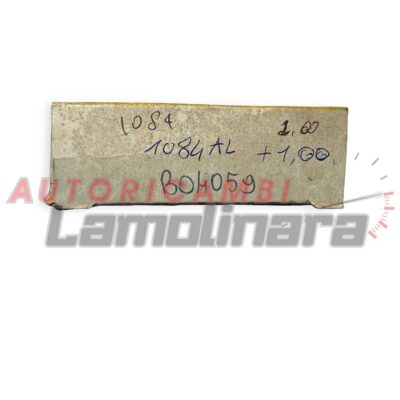 1084 1.00
1084AL +1,00
B04059
AUTORICAMBI
Lamolinara